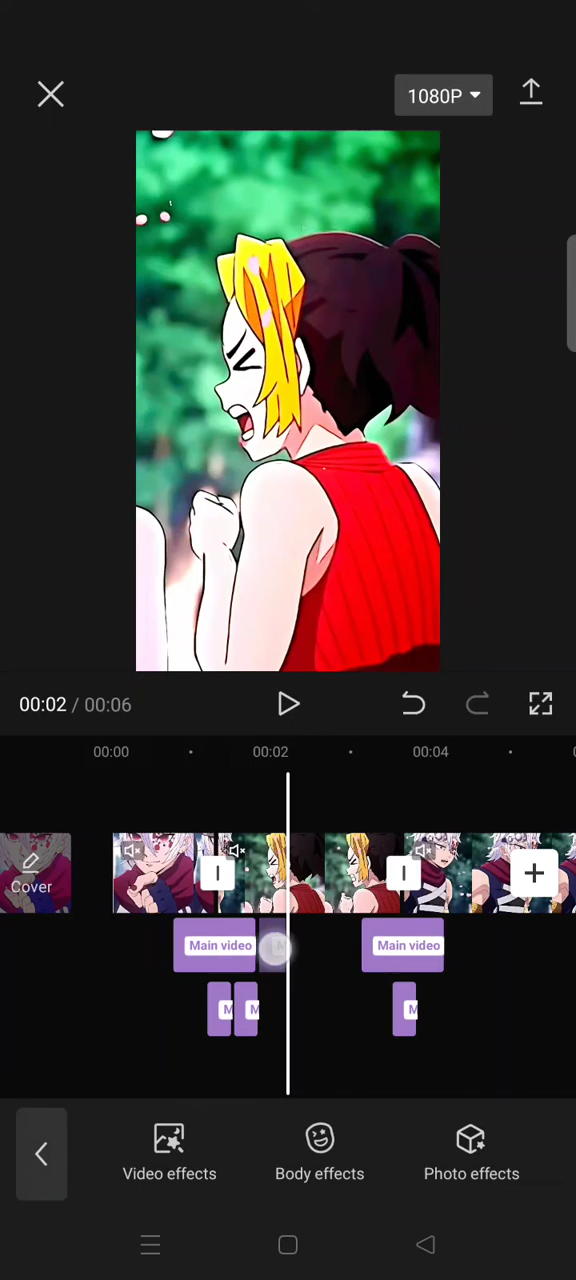 1080P
00:02 / 00:06
00:00
00:02
00:04
Cover
Main video
Main video
M
M
M
Video effects
Body effects
Photo effects